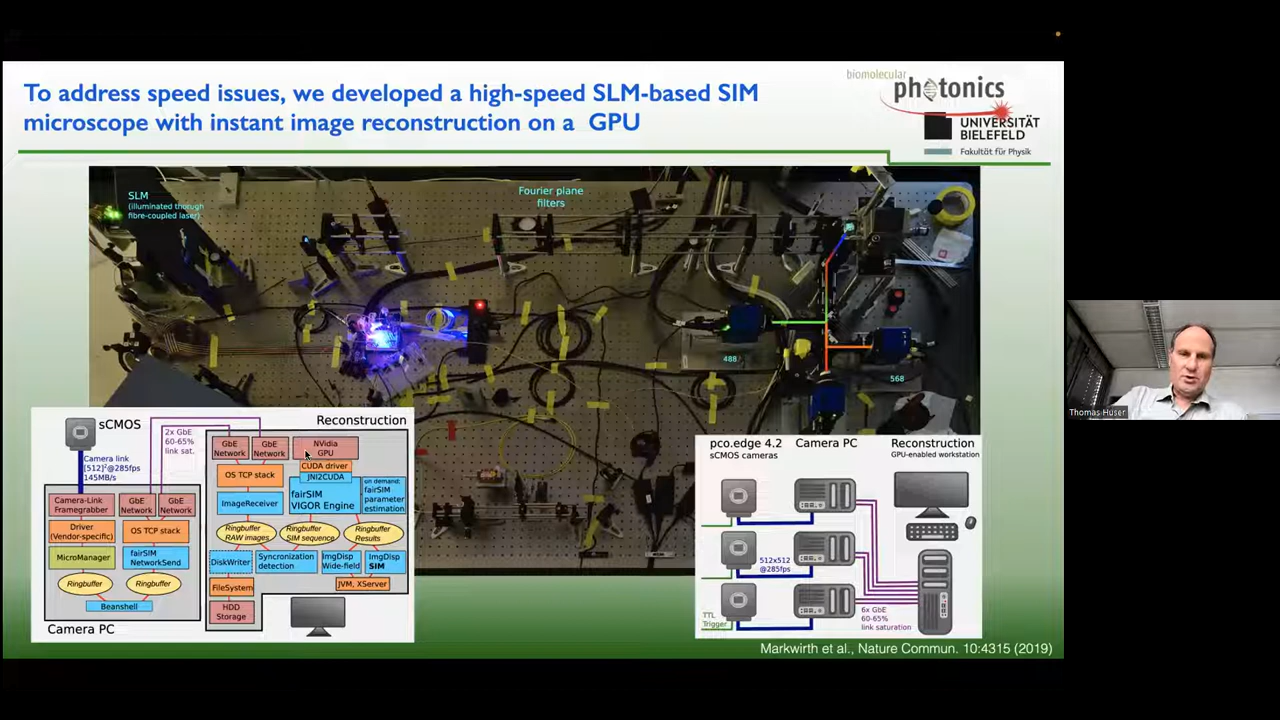 To address speed issues, we developed a high-speed SLM-based SIM
microscope with instant image reconstruction on a GPU
biomolecular
photonics
UNIVERSITÄT
BIELEFELD
Fakultät für Physik
SLM
(illuminated thorugh
fibre-coupled laser)
Fourier plane
filters
488
568
sCMOS
Camera link
[512]²@285fps
145MB/s
2x GbE
60-65%
link sat.
Reconstruction
GbE
Network
GbE
Network
NVidia
GPU
CUDA driver
JNI2CUDA
OS TCP stack
ImageReceiver
fairSIM
VIGOR Engine
on demand:
fairSIM
parameter
estimation
Ringbuffer
RAW images
Ringbuffer
SIM sequence
Ringbuffer
Results
DiskWriter
Syncronization
detection
ImgDisp
Wide-field
ImgDisp
SIM
FileSystem
JVM, XServer
HDD
Storage
Camera-Link
Framegrabber
GbE
Network
GbE
Network
Driver
(Vendor-specific)
OS TCP stack
MicroManager
fairSIM
NetworkSend
Ringbuffer
Ringbuffer
Beanshell
Camera PC
pco.edge 4.2
sCMOS cameras
Camera PC
Reconstruction
GPU-enabled workstation
512x512
@285fps
TTL
Trigger
6x GbE
60-65%
link saturation
Markwirth et al., Nature Commun. 10:4315 (2019)
Thomas Huser